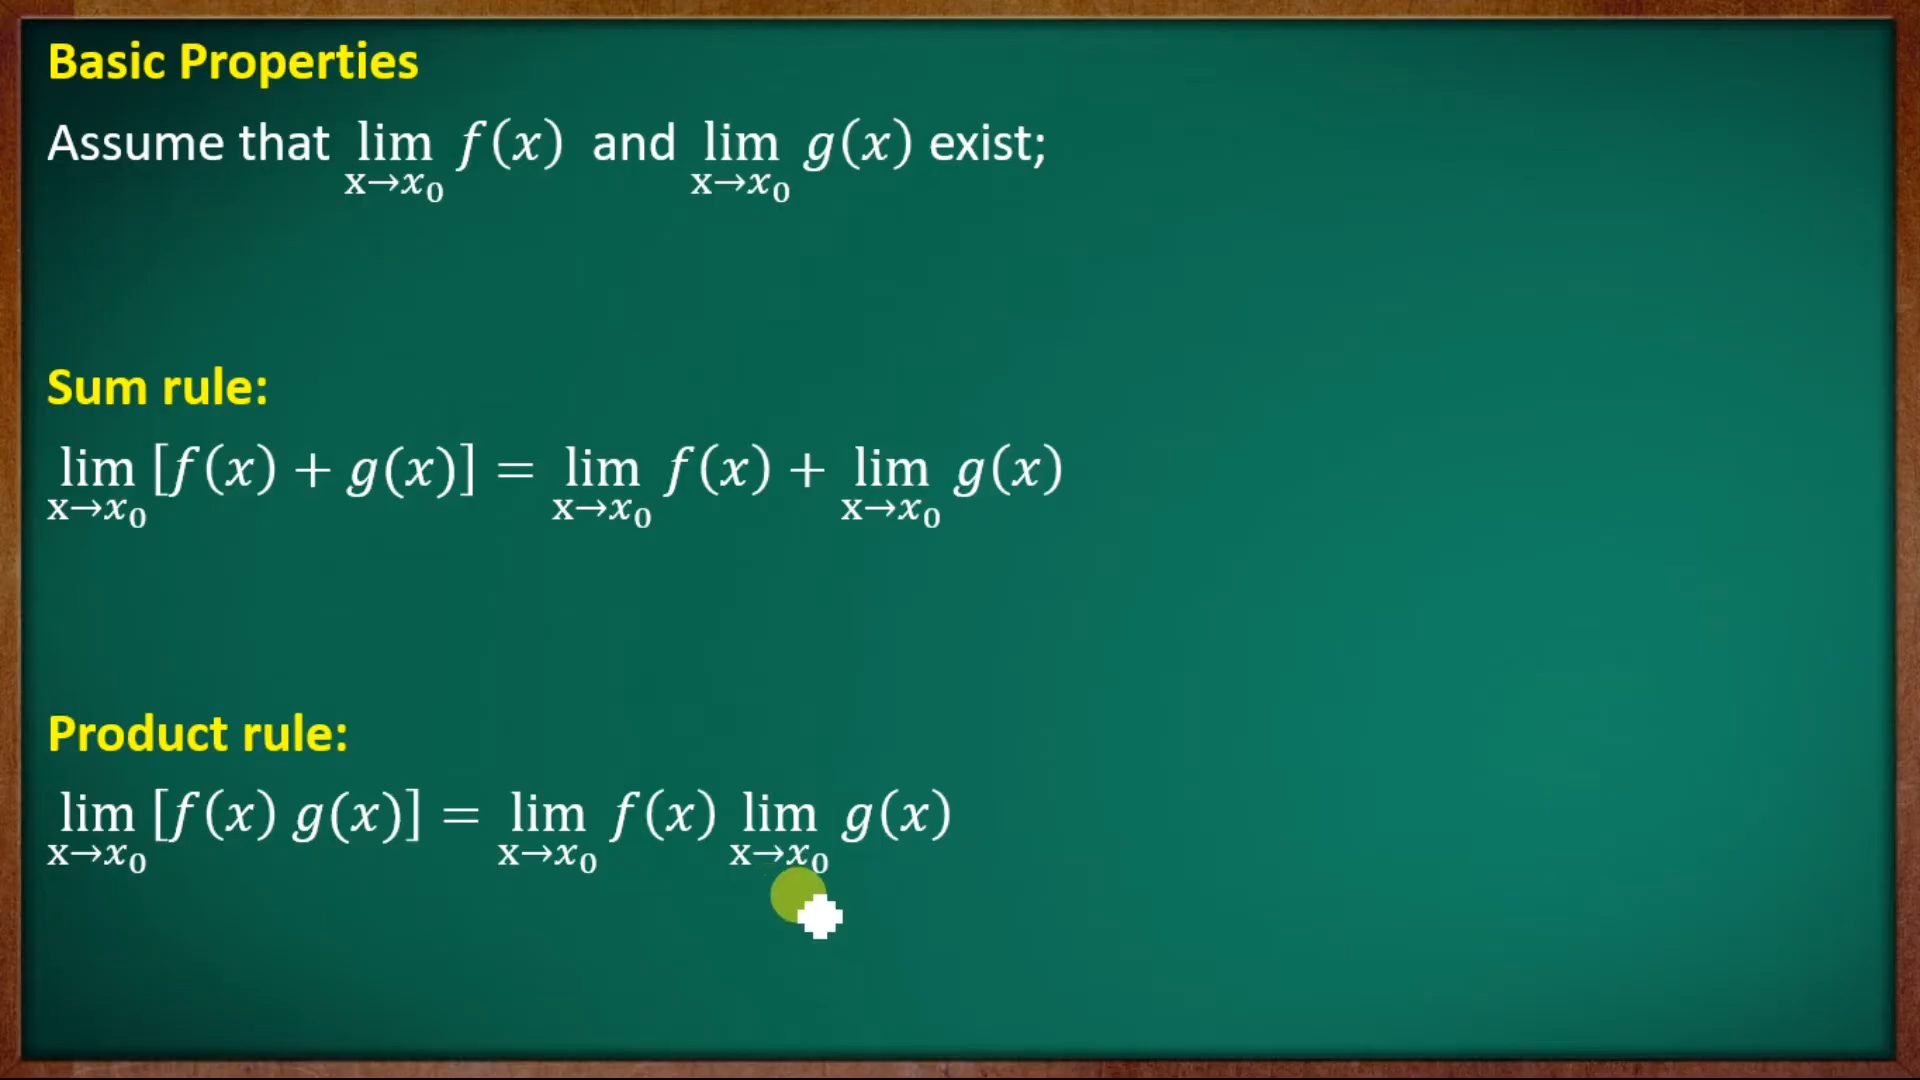 Basic Properties
Assume that lim_{x→x₀} f(x) and lim_{x→x₀} g(x) exist;
Sum rule:
lim_{x→x₀} [f(x) + g(x)] = lim_{x→x₀} f(x) + lim_{x→x₀} g(x)
Product rule:
lim_{x→x₀} [f(x) g(x)] = lim_{x→x₀} f(x) lim_{x→x₀} g(x)